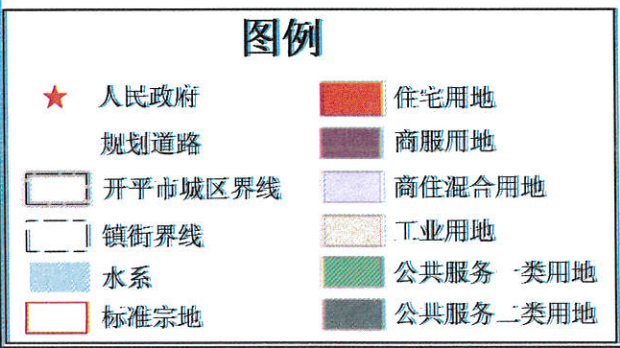 图例
人民政府
规划道路
开平市城区界线
镇街界线
水系
标准宗地
住宅用地
商服用地
商住混合用地
工业用地
公共服务一类用地
公共服务二类用地